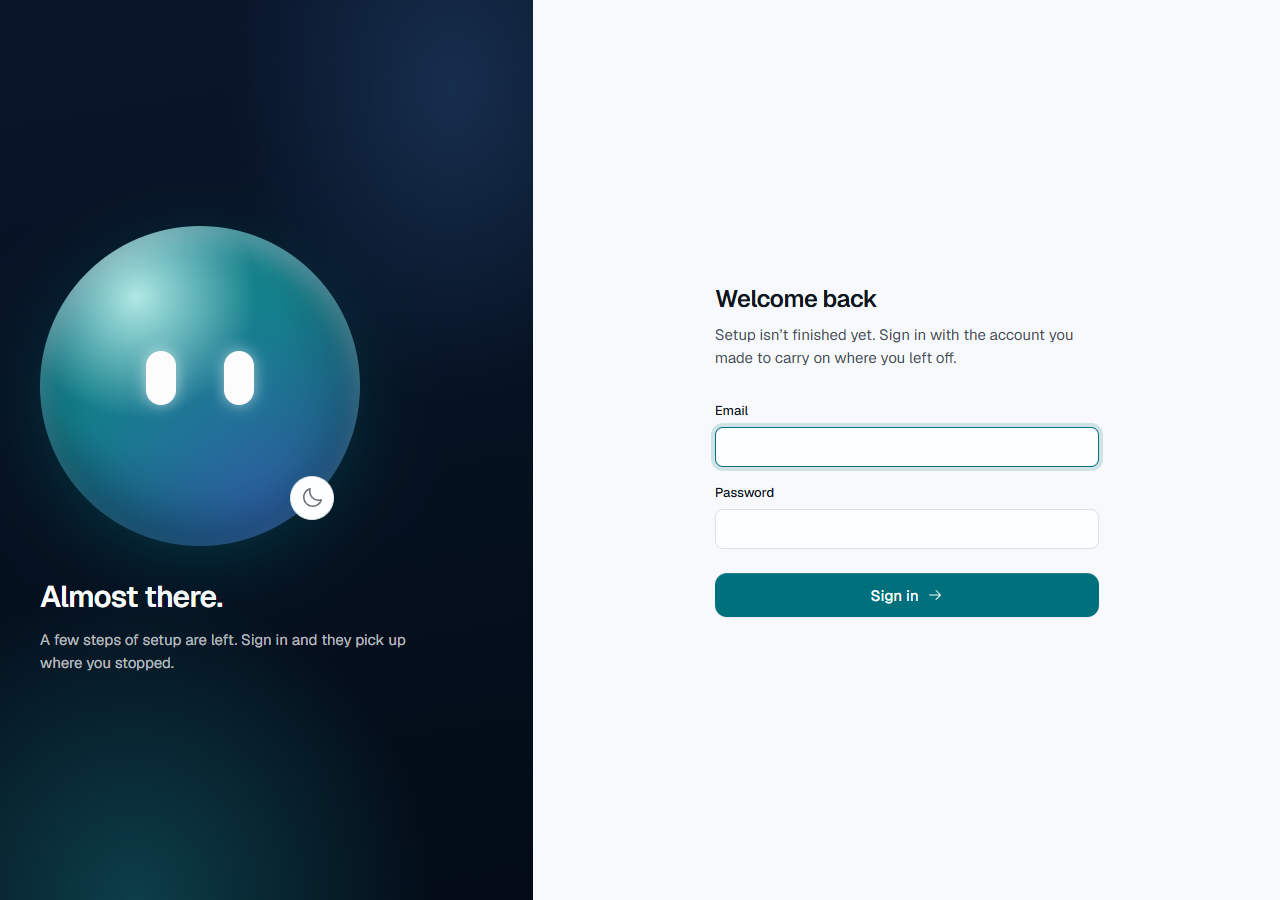 Almost there.
A few steps of setup are left. Sign in and they pick up
where you stopped.
Welcome back
Setup isn’t finished yet. Sign in with the account you
made to carry on where you left off.
Email
Password
Sign in